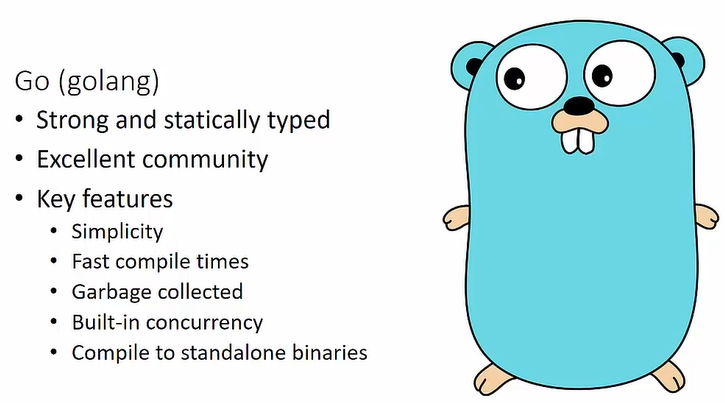 Go (golang)
• Strong and statically typed
• Excellent community
• Key features
• Simplicity
• Fast compile times
• Garbage collected
• Built-in concurrency
• Compile to standalone binaries